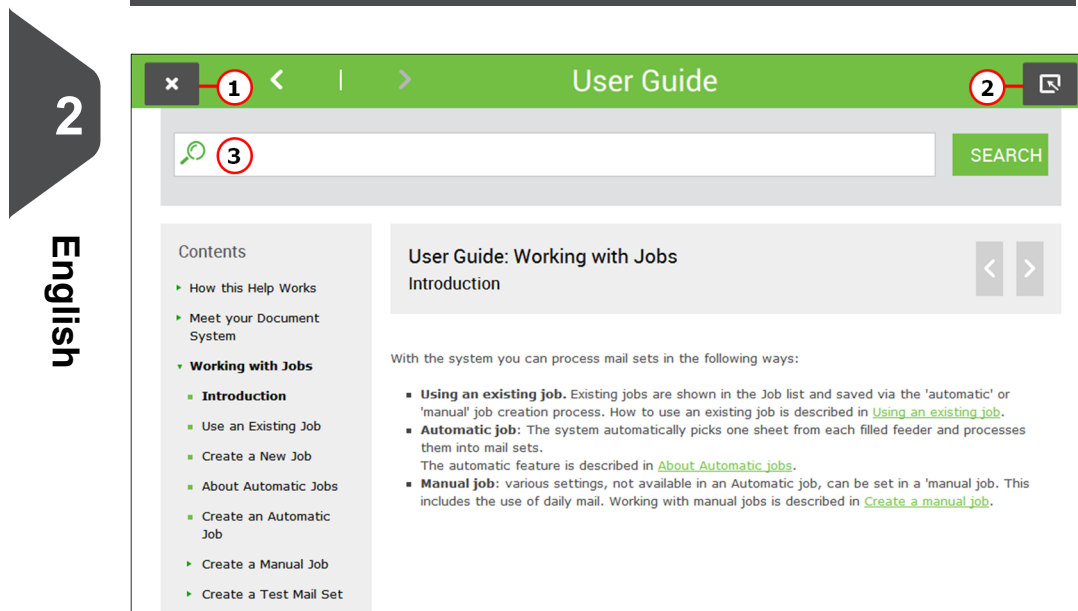 2
English
1
User Guide
2
3
SEARCH
Contents
How this Help Works
Meet your Document
System
Working with Jobs
Introduction
Use an Existing Job
Create a New Job
About Automatic Jobs
Create an Automatic
Job
Create a Manual Job
Create a Test Mail Set
User Guide: Working with Jobs
Introduction
With the system you can process mail sets in the following ways:
Using an existing job. Existing jobs are shown in the Job list and saved via the 'automatic' or
'manual' job creation process. How to use an existing job is described in Using an existing job.
Automatic job: The system automatically picks one sheet from each filled feeder and processes
them into mail sets.
The automatic feature is described in About Automatic jobs.
Manual job: various settings, not available in an Automatic job, can be set in a 'manual job. This
includes the use of daily mail. Working with manual jobs is described in Create a manual job.